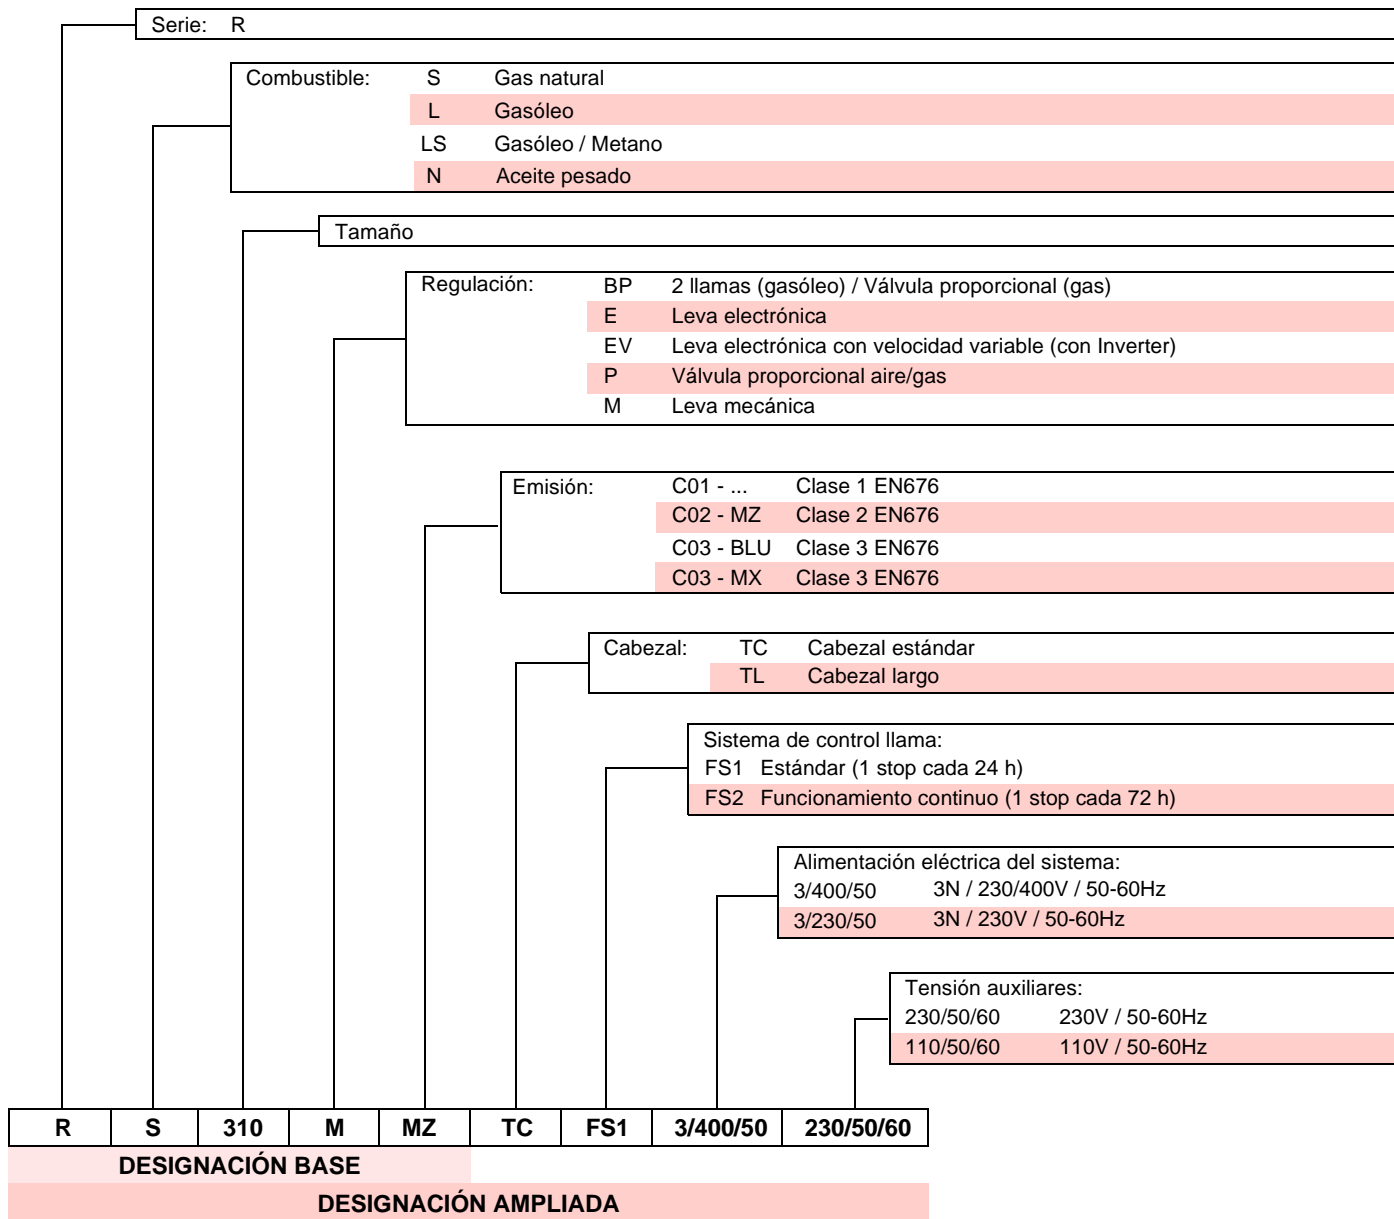 Serie: R
Combustible: S Gas natural
L Gasóleo
LS Gasóleo / Metano
N Aceite pesado
Tamaño
Regulación: BP 2 llamas (gasóleo) / Válvula proporcional (gas)
E Leva electrónica
EV Leva electrónica con velocidad variable (con Inverter)
P Válvula proporcional aire/gas
M Leva mecánica
Emisión: C01 - ... Clase 1 EN676
C02 - MZ Clase 2 EN676
C03 - BLU Clase 3 EN676
C03 - MX Clase 3 EN676
Cabezal: TC Cabezal estándar
TL Cabezal largo
Sistema de control llama:
FS1 Estándar (1 stop cada 24 h)
FS2 Funcionamiento continuo (1 stop cada 72 h)
Alimentación eléctrica del sistema:
3/400/50 3N / 230/400V / 50-60Hz
3/230/50 3N / 230V / 50-60Hz
Tensión auxiliares:
230/50/60 230V / 50-60Hz
110/50/60 110V / 50-60Hz
R S 310 M MZ TC FS1 3/400/50 230/50/60
DESIGNACIÓN BASE
DESIGNACIÓN AMPLIADA